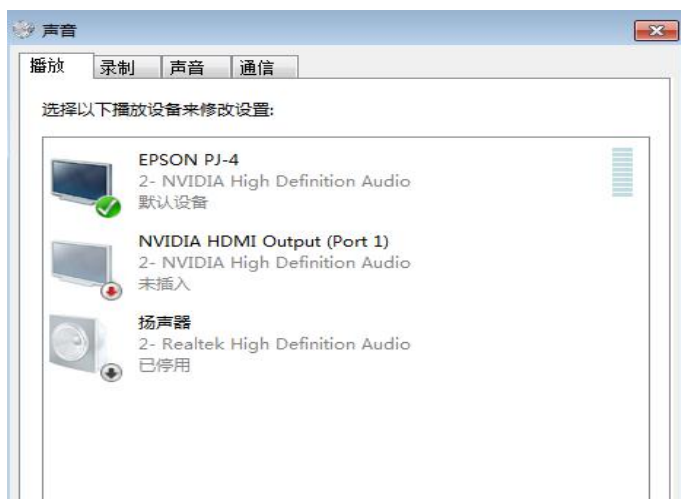 声音
播放 录制 声音 通信
选择以下播放设备来修改设置:
EPSON PJ-4
2- NVIDIA High Definition Audio
默认设备
NVIDIA HDMI Output (Port 1)
2- NVIDIA High Definition Audio
未插入
扬声器
2- Realtek High Definition Audio
已停用